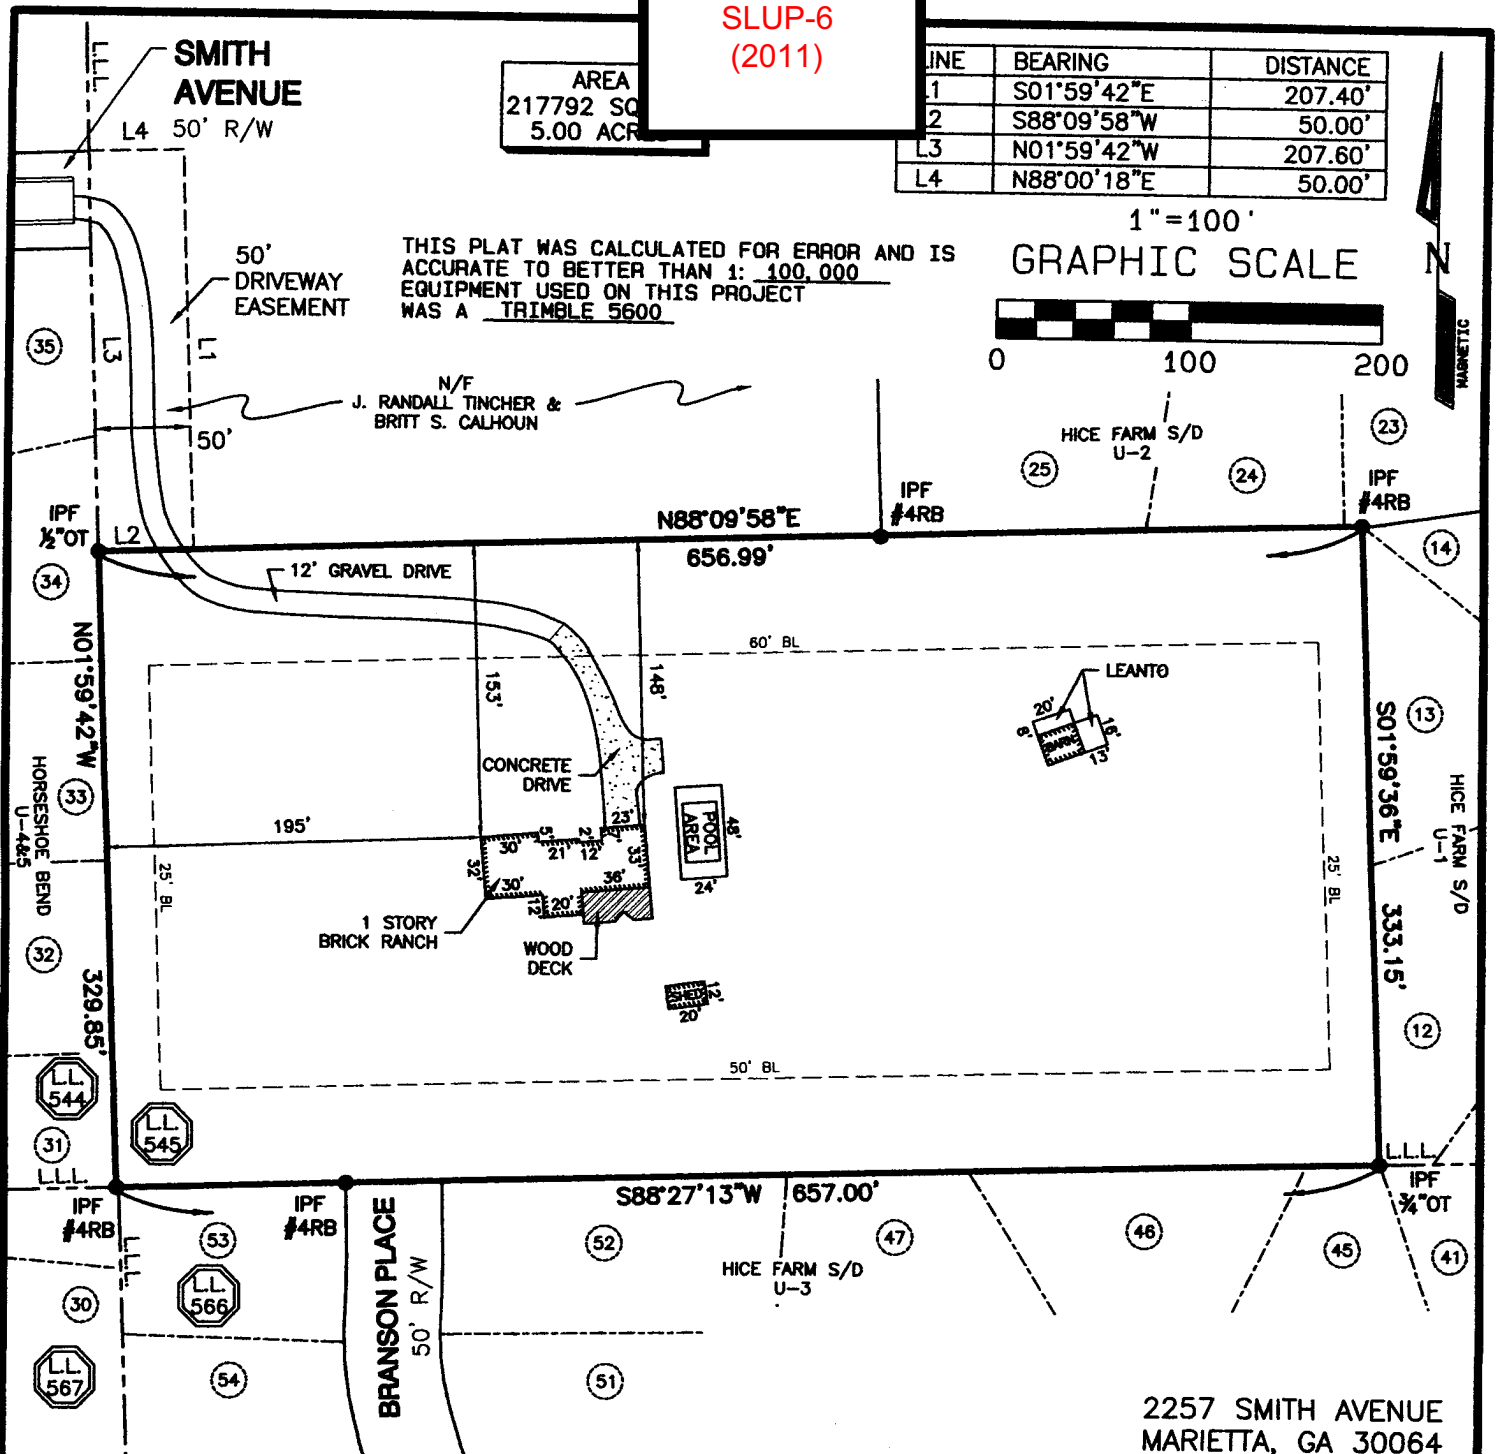 SLUP-6
(2011)
SMITH
AVENUE
50' R/W
L4
L.L.L.
AREA
217792 SQ
5.00
BEARING DISTANCE
S01°59'42"E 207.40'
S88°09'58"W 50.00'
L3 N01°59'42"W 207.60'
L4 N88°00'18"E 50.00'
1"=100'
GRAPHIC SCALE
0 100 200
N
MAGNETIC
THIS PLAT WAS CALCULATED FOR ERROR AND IS
ACCURATE TO BETTER THAN 1: 100,000
EQUIPMENT USED ON THIS PROJECT
WAS A TRIMBLE 5600
50'
DRIVEWAY
EASEMENT
35
L3
L1
50'
N/F
J. RANDALL TINCHER &
BRITT S. CALHOUN
HICE FARM S/D
U-2
25
24
23
IPF
#4RB
IPF
#4RB
IPF
½"OT
L2
N88°09'58"E
656.99'
14
34
12' GRAVEL DRIVE
60' BL
N01°59'42"W
153'
148'
LEANTO
20'
8'
BARN
16'
13'
S01°59'36"E
13
CONCRETE
DRIVE
HORSESHOE BEND
U-4&5
33
195'
POOL
AREA
48'
24'
23'
30'
5'
21'
2'
12'
7'
33'
32'
30'
36'
12
20'
HICE FARM S/D
U-1
25' BL
25' BL
1 STORY
BRICK RANCH
WOOD
DECK
32
329.85'
333.15'
SHED
12'
20'
12
50' BL
L.L.
544
L.L.
545
31
L.L.L.
L.L.L.
IPF
#4RB
IPF
#4RB
S88°27'13"W 657.00'
IPF
¾"OT
53
52
47
46
45
41
L.L.L.
HICE FARM S/D
U-3
BRANSON PLACE
50' R/W
30
L.L.
566
L.L.
567
54
51
2257 SMITH AVENUE
MARIETTA, GA 30064